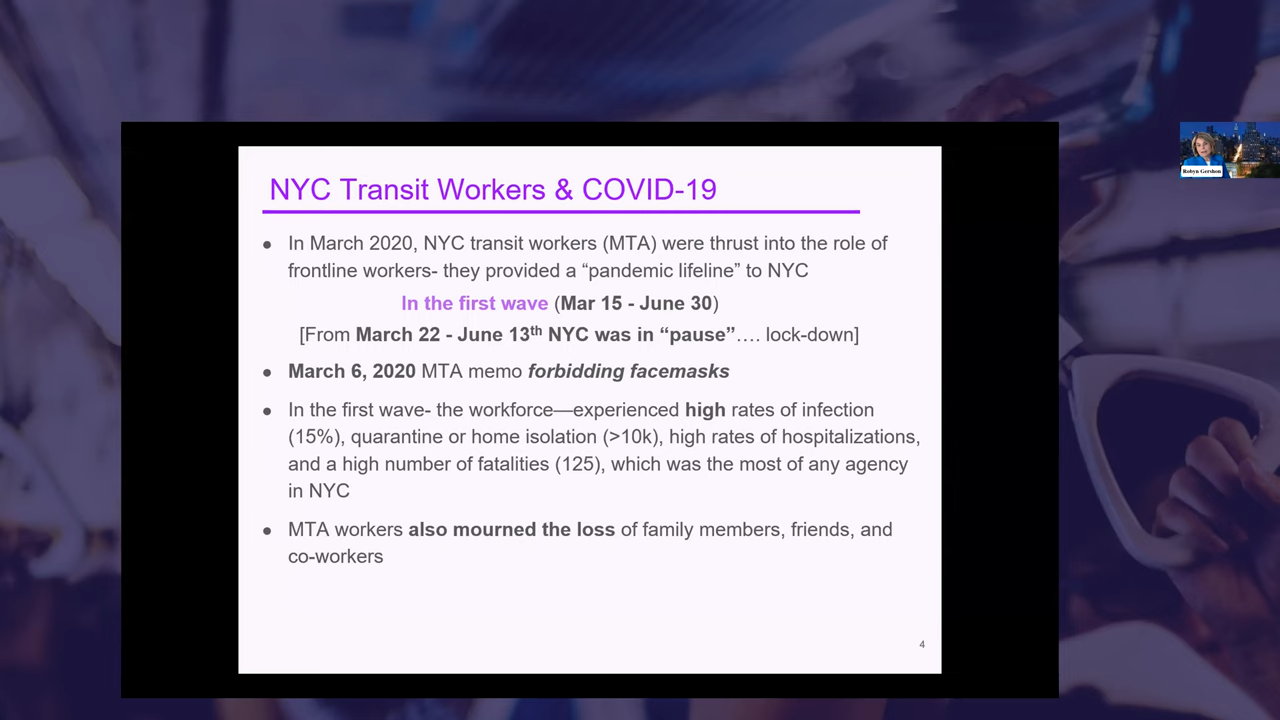 NYC Transit Workers & COVID-19
● In March 2020, NYC transit workers (MTA) were thrust into the role of
frontline workers- they provided a “pandemic lifeline” to NYC
In the first wave (Mar 15 - June 30)
[From March 22 - June 13th NYC was in “pause”…. lock-down]
● March 6, 2020 MTA memo forbidding facemasks
● In the first wave- the workforce—experienced high rates of infection
(15%), quarantine or home isolation (>10k), high rates of hospitalizations,
and a high number of fatalities (125), which was the most of any agency
in NYC
● MTA workers also mourned the loss of family members, friends, and
co-workers
4
Robyn Gershon